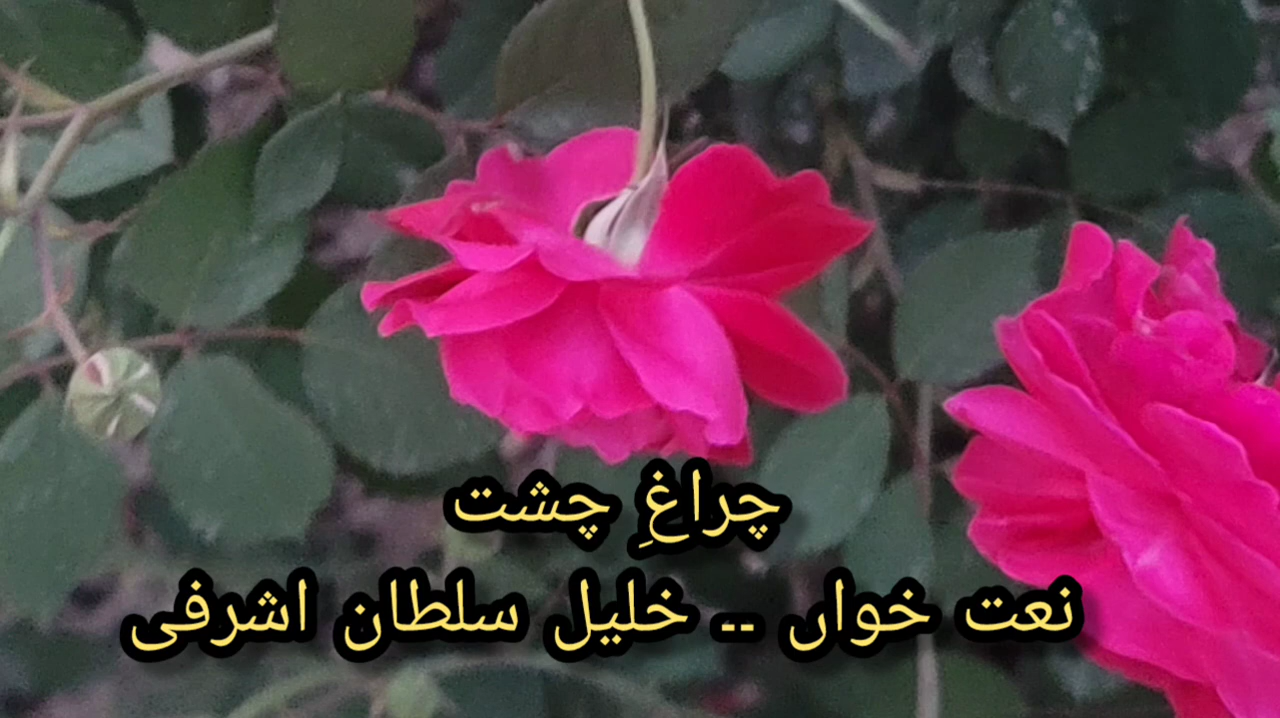 چراغِ چشت
نعت خواں -- خلیل سلطان اشرفی